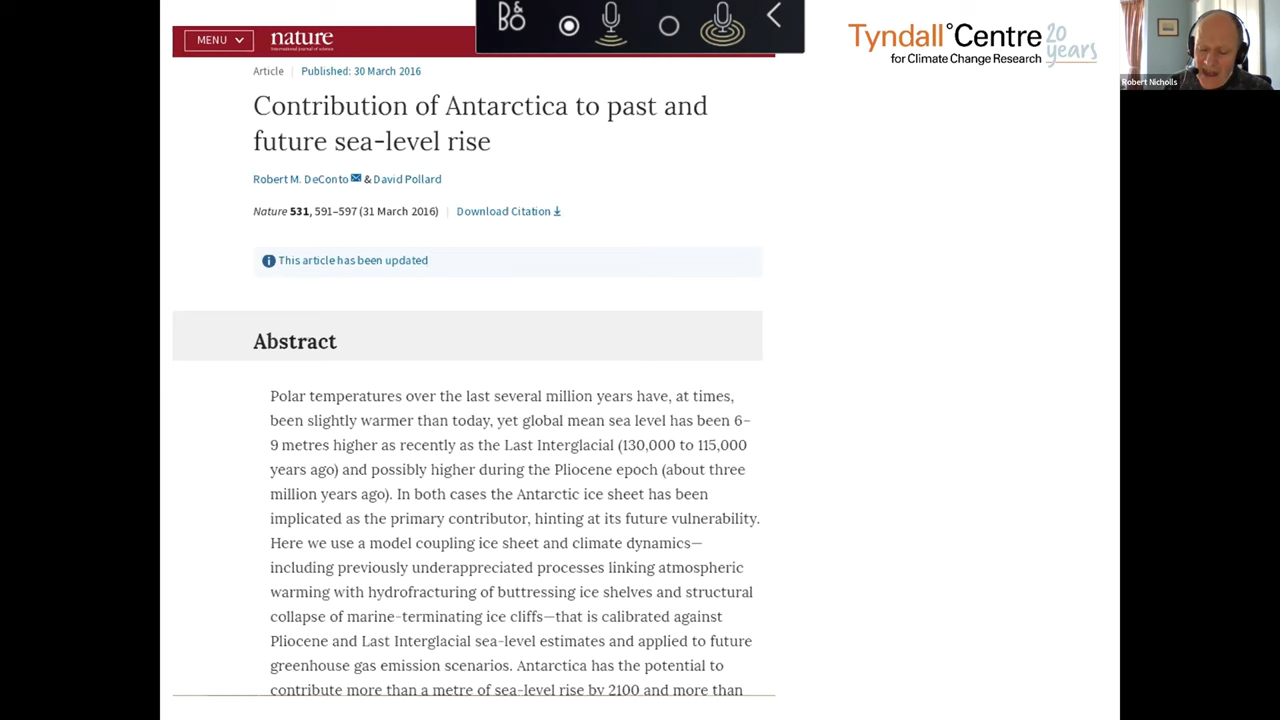 B&O
MENU
nature
International journal of science
Tyndall°Centre
for Climate Change Research
20 years
Robert Nicholls
Article | Published: 30 March 2016
Contribution of Antarctica to past and
future sea-level rise
Robert M. DeConto & David Pollard
Nature 531, 591–597 (31 March 2016) | Download Citation
This article has been updated
Abstract
Polar temperatures over the last several million years have, at times,
been slightly warmer than today, yet global mean sea level has been 6–
9 metres higher as recently as the Last Interglacial (130,000 to 115,000
years ago) and possibly higher during the Pliocene epoch (about three
million years ago). In both cases the Antarctic ice sheet has been
implicated as the primary contributor, hinting at its future vulnerability.
Here we use a model coupling ice sheet and climate dynamics—
including previously underappreciated processes linking atmospheric
warming with hydrofracturing of buttressing ice shelves and structural
collapse of marine-terminating ice cliffs—that is calibrated against
Pliocene and Last Interglacial sea-level estimates and applied to future
greenhouse gas emission scenarios. Antarctica has the potential to
contribute more than a metre of sea-level rise by 2100 and more than